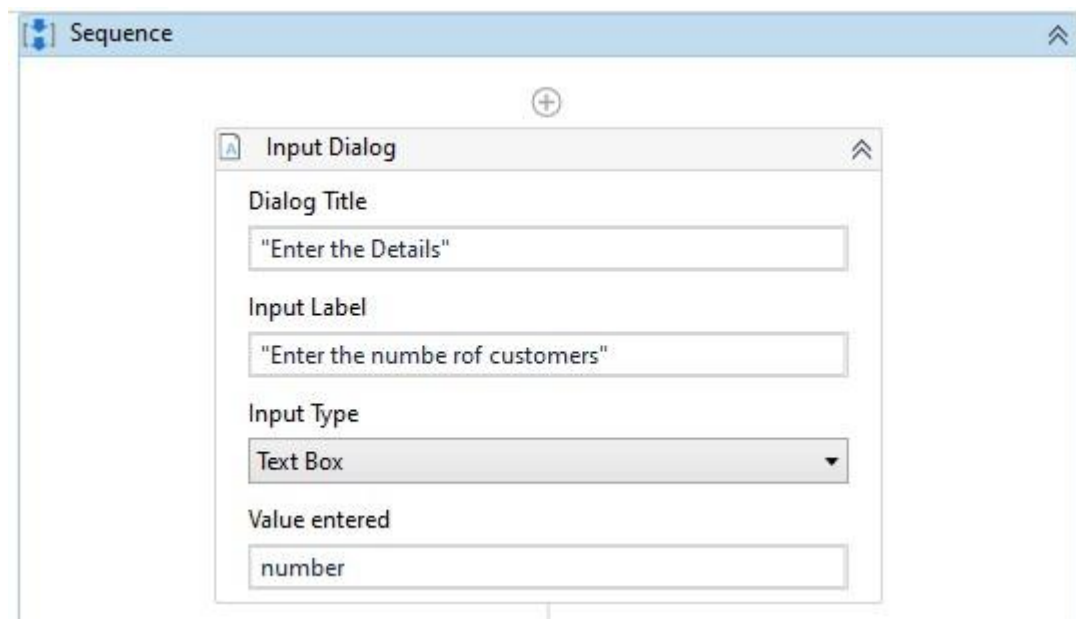 Sequence
Input Dialog
Dialog Title
"Enter the Details"
Input Label
"Enter the numbe rof customers"
Input Type
Text Box
Value entered
number